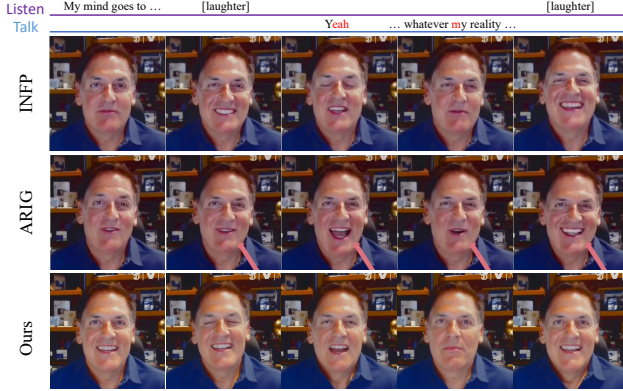 Listen My mind goes to … [laughter] [laughter]
Talk Yeah … whatever my reality …
INFP
ARIG
Ours